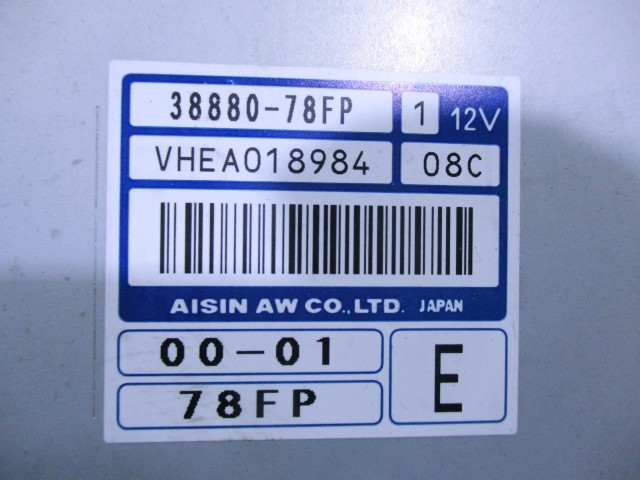 38880-78FP 1 12V
VHEA018984 08C
AISIN AW CO.,LTD. JAPAN
00-01
78FP
E